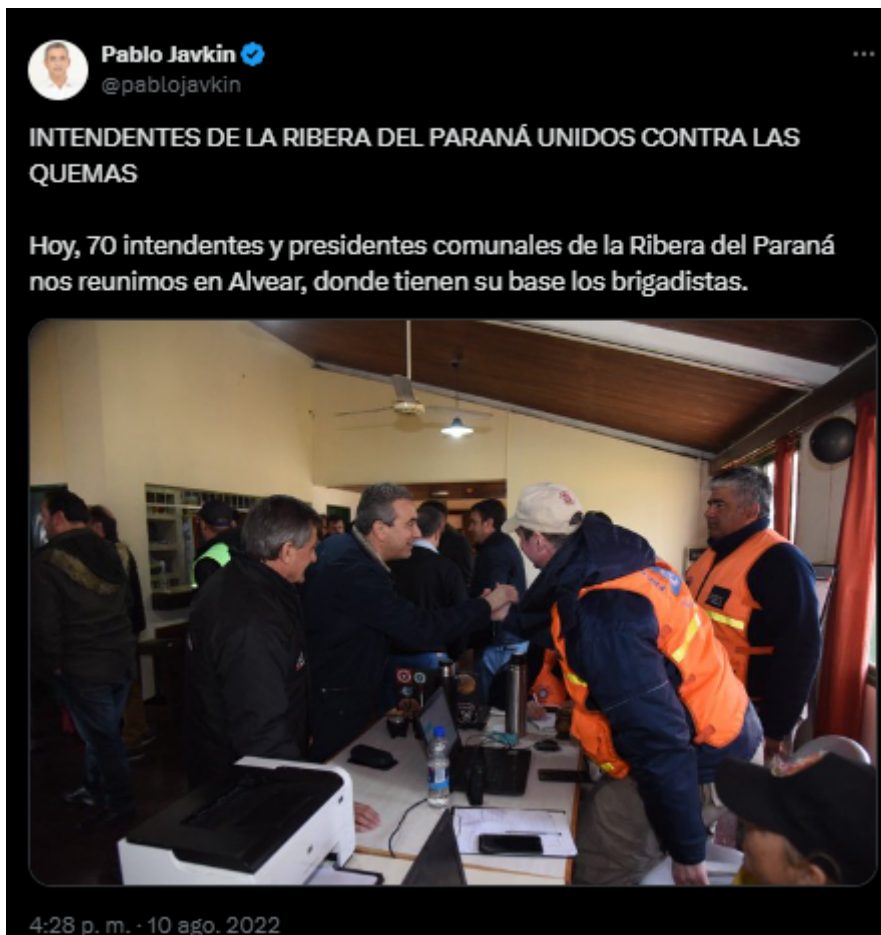 Pablo Javkin
@pablojavkin
INTENDENTES DE LA RIBERA DEL PARANÁ UNIDOS CONTRA LAS
QUEMAS
Hoy, 70 intendentes y presidentes comunales de la Ribera del Paraná
nos reunimos en Alvear, donde tienen su base los brigadistas.
4:28 p. m. · 10 ago. 2022